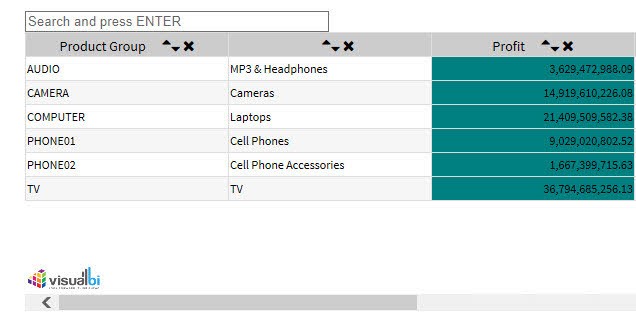 Search and press ENTER
Product Group Profit
AUDIO MP3 & Headphones 3,629,472,988.09
CAMERA Cameras 14,919,610,226.08
COMPUTER Laptops 21,409,509,582.38
PHONE01 Cell Phones 9,029,020,802.52
PHONE02 Cell Phone Accessories 1,667,399,715.63
TV TV 36,794,685,256.13
visualbi